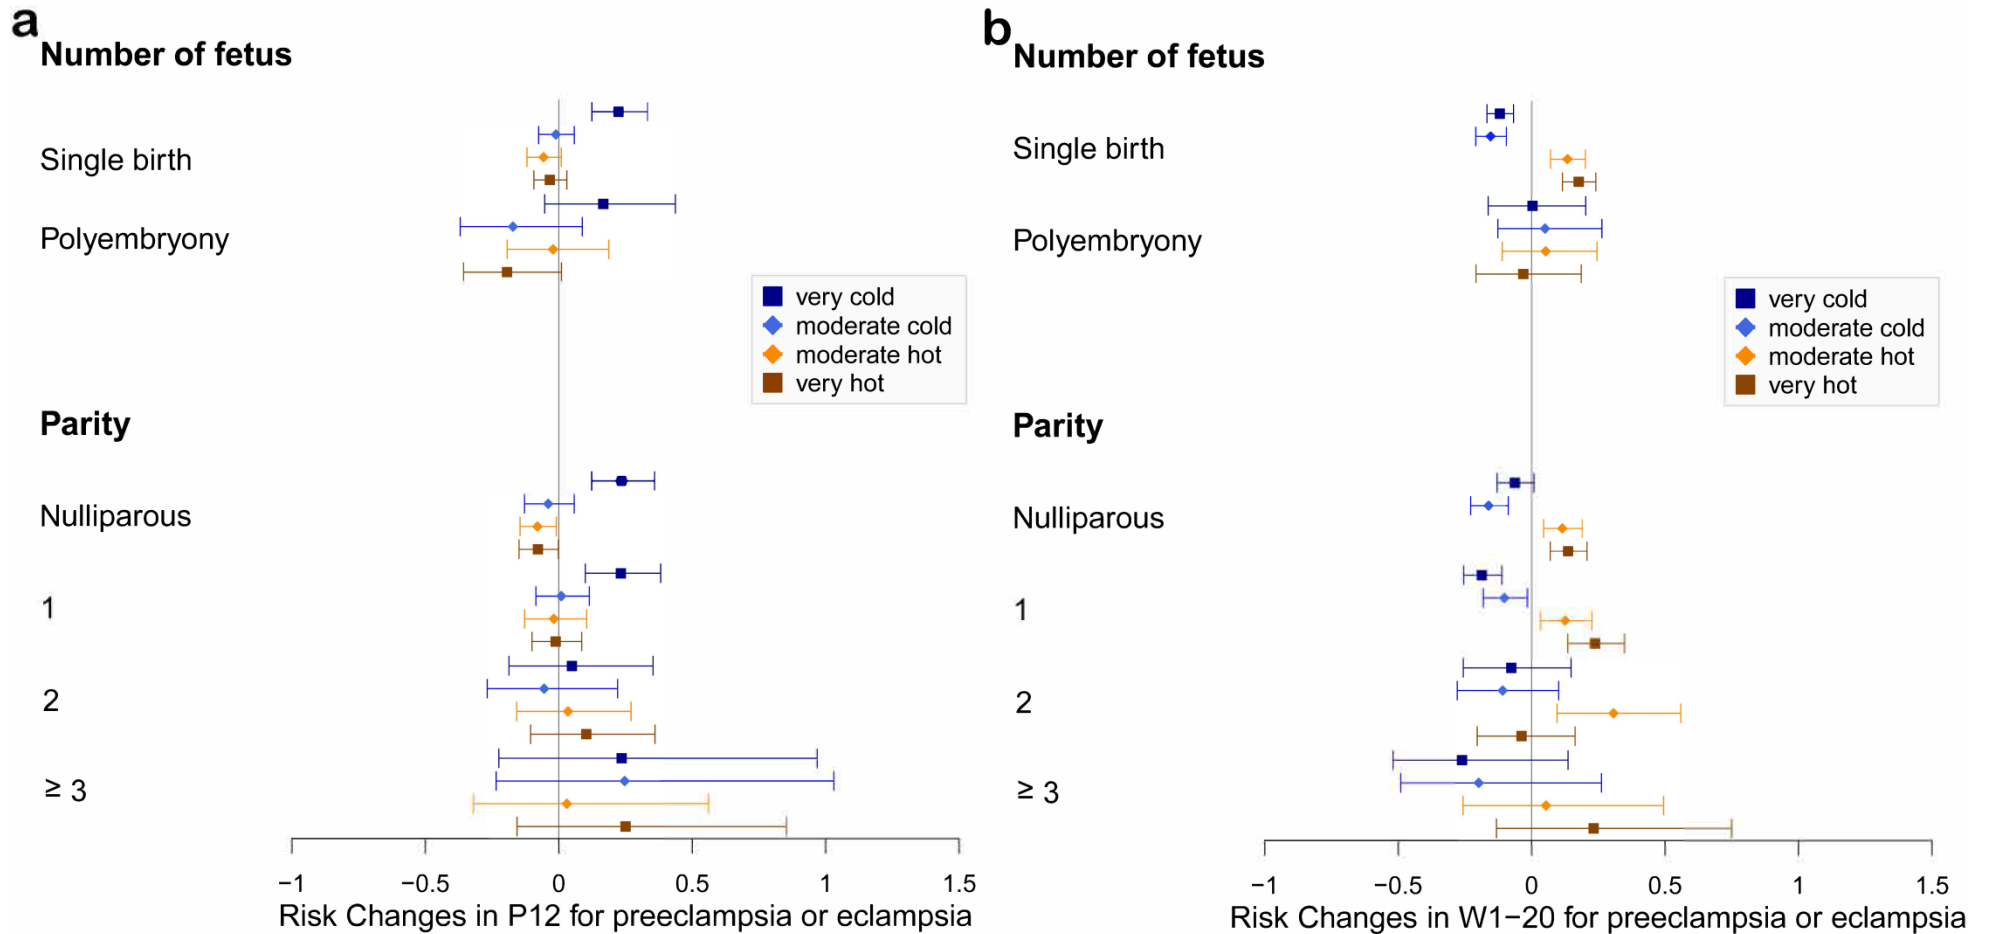 a
Number of fetus
Single birth
Polyembryony
very cold
moderate cold
moderate hot
very hot
Parity
Nulliparous
1
2
≥ 3
−1 −0.5 0 0.5 1 1.5
Risk Changes in P12 for preeclampsia or eclampsia
b
Number of fetus
Single birth
Polyembryony
very cold
moderate cold
moderate hot
very hot
Parity
Nulliparous
1
2
≥ 3
−1 −0.5 0 0.5 1 1.5
Risk Changes in W1−20 for preeclampsia or eclampsia